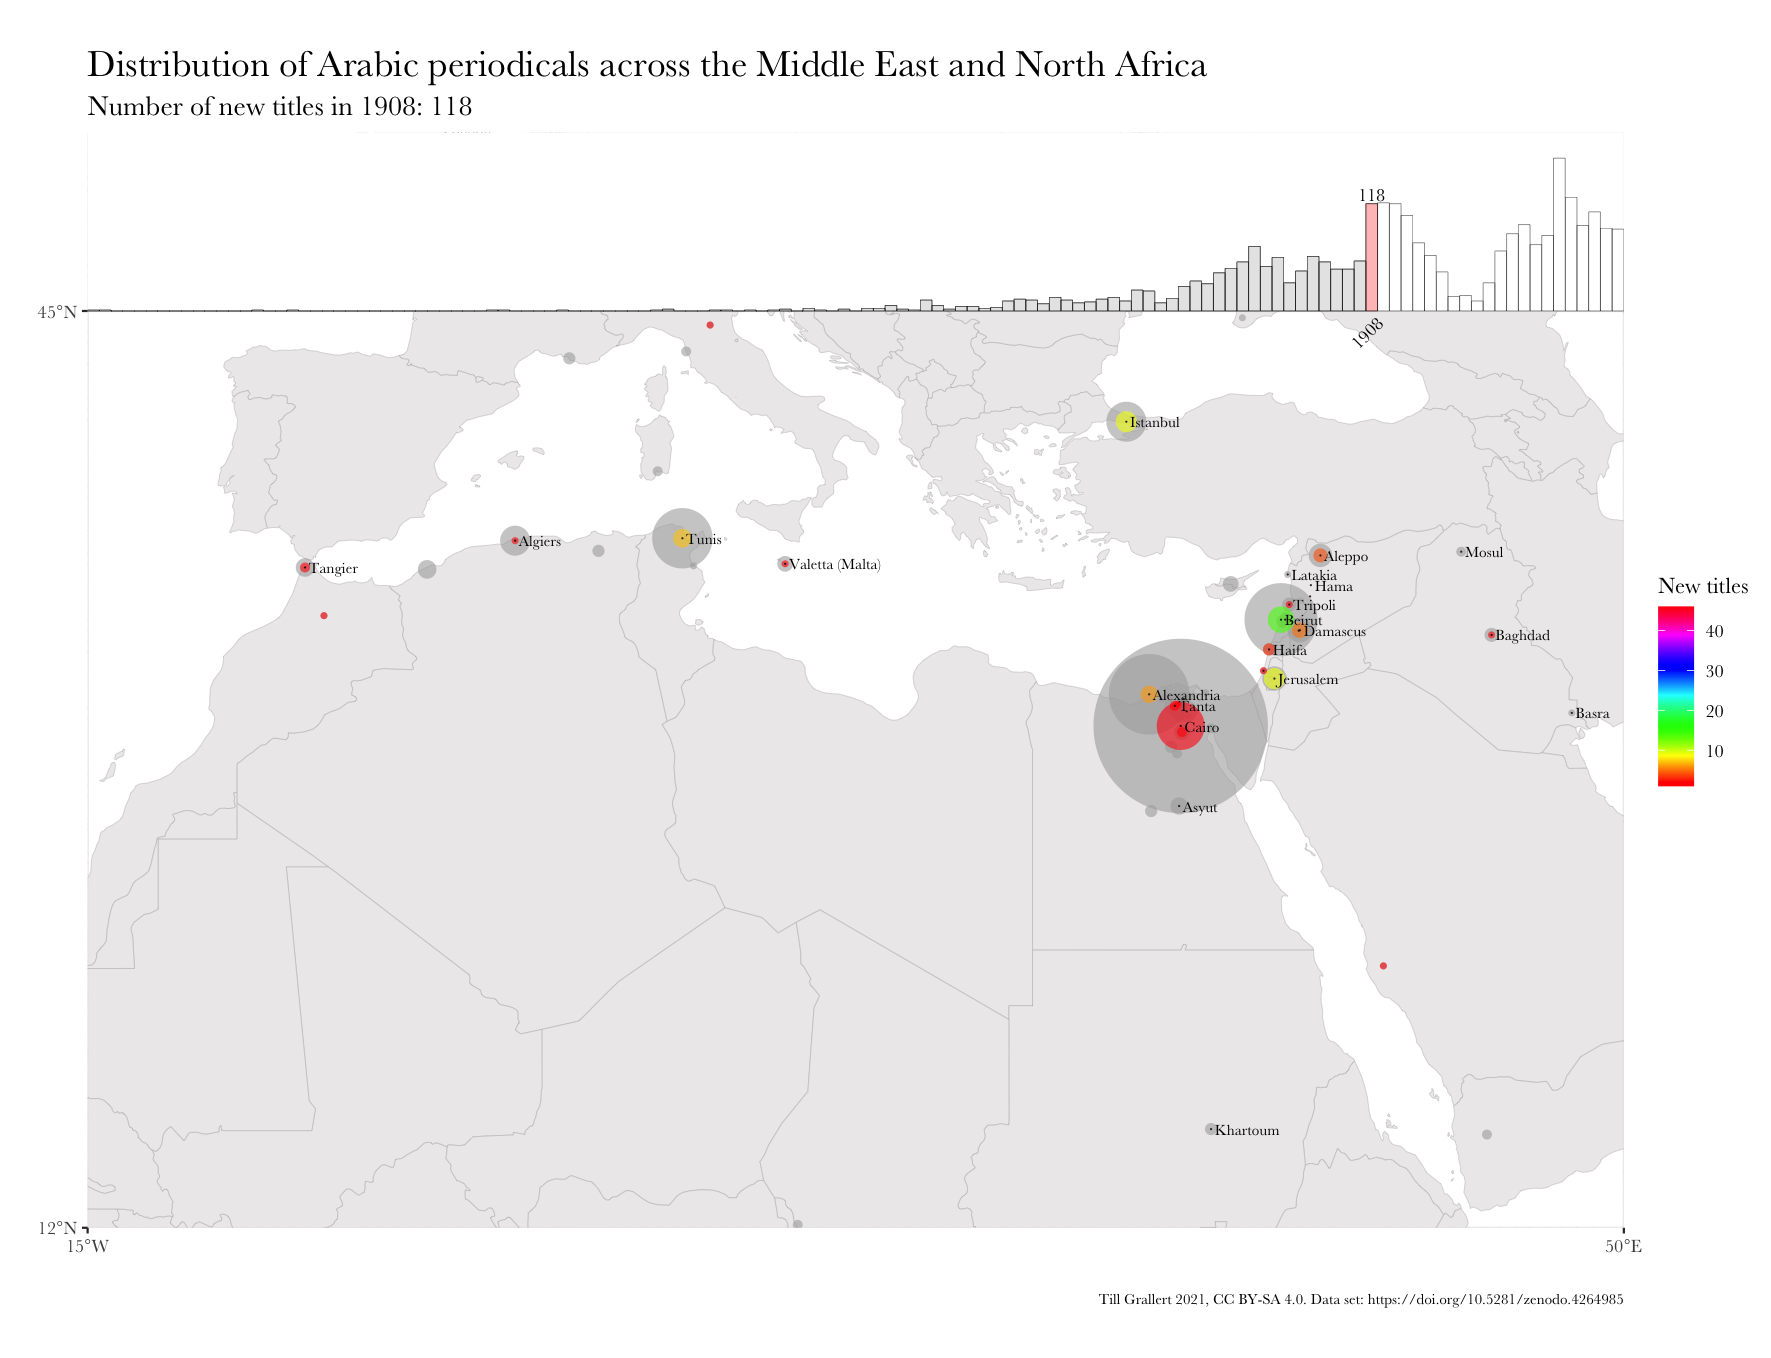 Distribution of Arabic periodicals across the Middle East and North Africa
Number of new titles in 1908: 118
118
45°N
1908
Istanbul
Algiers
Tunis
Valetta (Malta)
Tangier
Aleppo
Mosul
Latakia
Hama
Tripoli
Beirut
Damascus
Baghdad
Haifa
Jerusalem
Alexandria
Tanta
Cairo
Basra
Asyut
Khartoum
New titles
40
30
20
10
12°N
15°W
50°E
Till Grallert 2021, CC BY-SA 4.0. Data set: https://doi.org/10.5281/zenodo.4264985